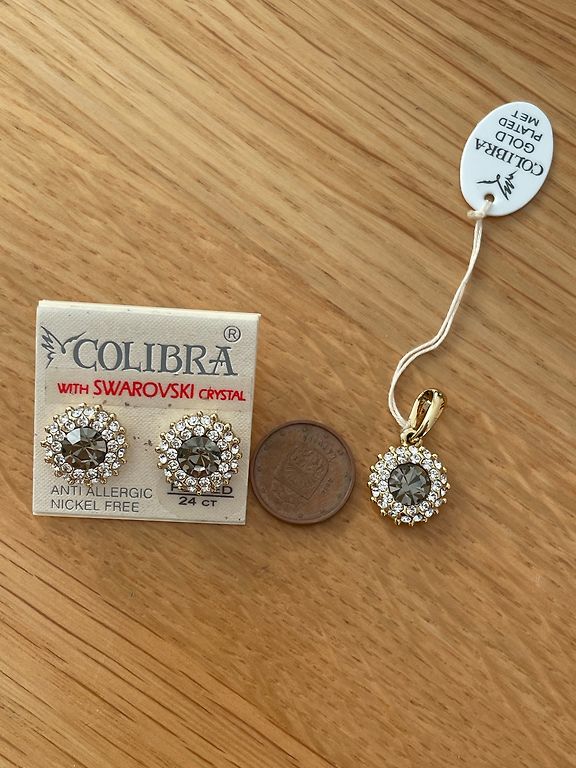 COLIBRA ®
WITH SWAROVSKI CRYSTAL
ANTI ALLERGIC
NICKEL FREE
24 CT
COLIBRA
GOLD
PLATED
MET